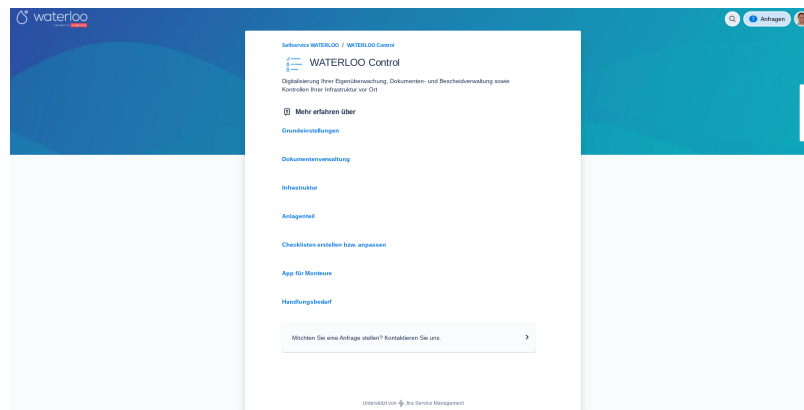 waterloo
Anfragen
Selfservice WATERLOO / WATERLOO Control
WATERLOO Control
Digitalisierung Ihrer Eigenüberwachung, Dokumenten- und Bescheidverwaltung sowie
Kontrollen Ihrer Infrastruktur vor Ort
Mehr erfahren über
Grundeinstellungen
Dokumentenverwaltung
Infrastruktur
Anlagenteil
Checklisten erstellen bzw. anpassen
App für Monteure
Handlungsbedarf
Möchten Sie eine Anfrage stellen? Kontaktieren Sie uns.
Unterstützt von Jira Service Management